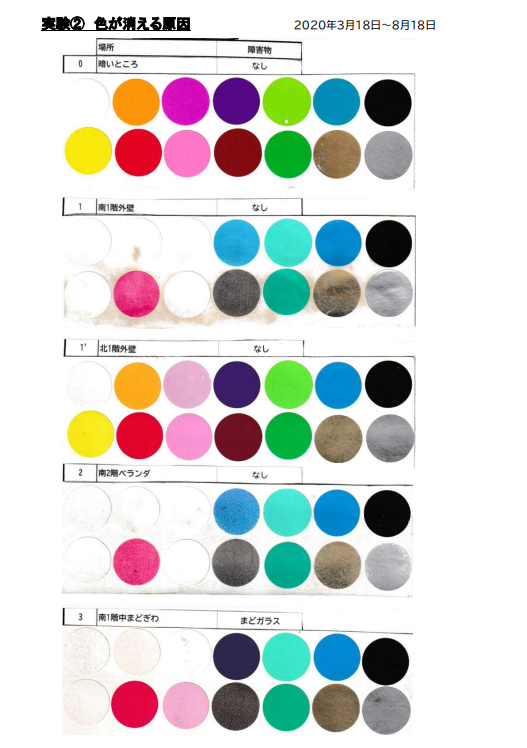 実験② 色が消える原因
2020年3月18日～8月18日
場所 障害物
0 暗いところ なし
1 南1階外壁 なし
1' 北1階外壁 なし
2 南2階ベランダ なし
3 南1階中まどぎわ まどガラス